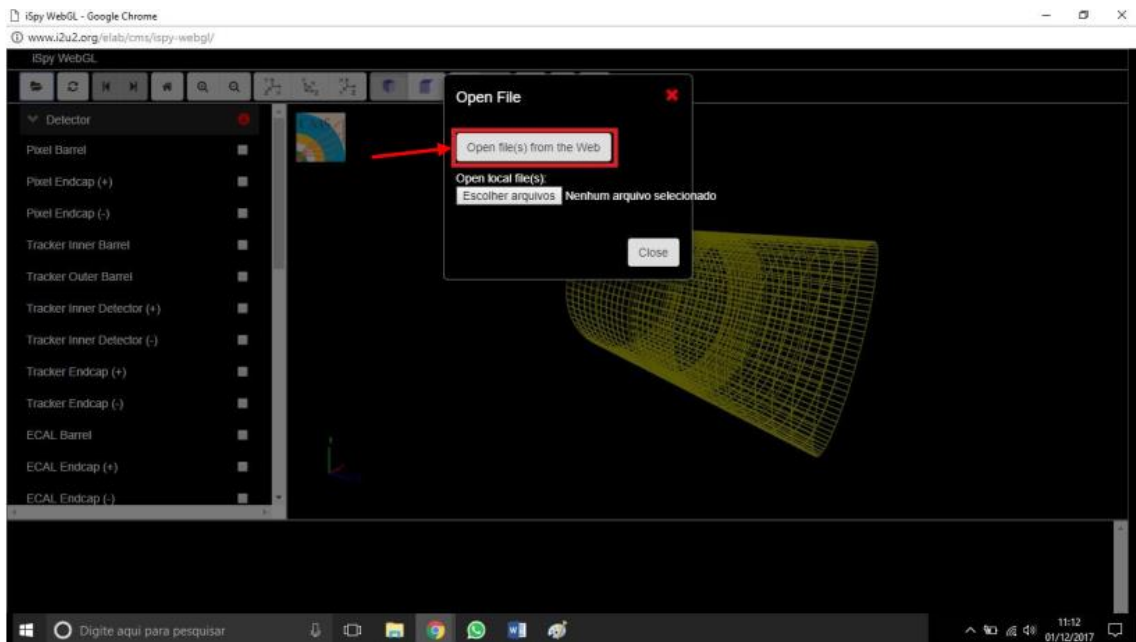 iSpy WebGL - Google Chrome
www.i2u2.org/elab/cms/ispy-webgl/
iSpy WebGL
Open File
Detector
Open file(s) from the Web
Pixel Barrel
Open local file(s):
Pixel Endcap (+)
Escolher arquivos Nenhum arquivo selecionado
Pixel Endcap (-)
Tracker Inner Barrel
Close
Tracker Outer Barrel
Tracker Inner Detector (+)
Tracker Inner Detector (-)
Tracker Endcap (+)
Tracker Endcap (-)
ECAL Barrel
ECAL Endcap (+)
ECAL Endcap (-)
Digite aqui para pesquisar
11:12
01/12/2017